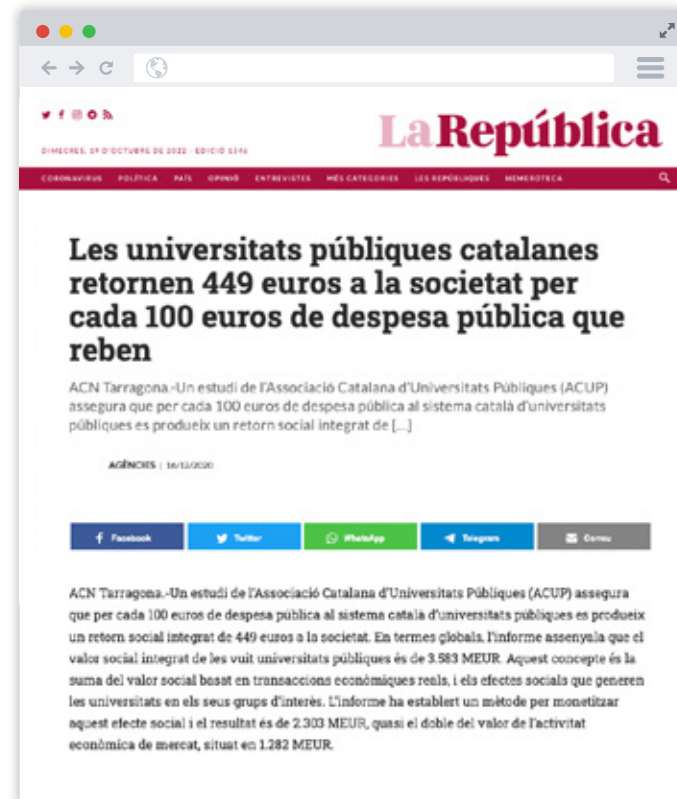 LaRepública
DIMECRES, 19 D'OCTUBRE DE 2022 - EDICIÓ 1546
CORONAVIRUS POLÍTICA PAÍS OPINIÓ ENTREVISTES MÉS CATEGORIES LES REPÚBLIQUES HEMEROTECA
Les universitats públiques catalanes
retornen 449 euros a la societat per
cada 100 euros de despesa pública que
reben
ACN Tarragona.-Un estudi de l'Associació Catalana d'Universitats Públiques (ACUP)
assegura que per cada 100 euros de despesa pública al sistema català d'universitats
públiques es produeix un retorn social integrat de [...]
AGÈNCIES | 16/12/2020
Facebook Twitter WhatsApp Telegram Correu
ACN Tarragona.-Un estudi de l'Associació Catalana d'Universitats Públiques (ACUP) assegura
que per cada 100 euros de despesa pública al sistema català d'universitats públiques es produeix
un retorn social integrat de 449 euros a la societat. En termes globals, l'informe assenyala que el
valor social integrat de les vuit universitats públiques és de 3.583 MEUR. Aquest concepte és la
suma del valor social basat en transaccions econòmiques reals, i els efectes socials que generen
les universitats en els seus grups d'interès. L'informe ha establert un mètode per monetitzar
aquest efecte social i el resultat és de 2.303 MEUR, quasi el doble del valor de l'activitat
econòmica de mercat, situat en 1.282 MEUR.